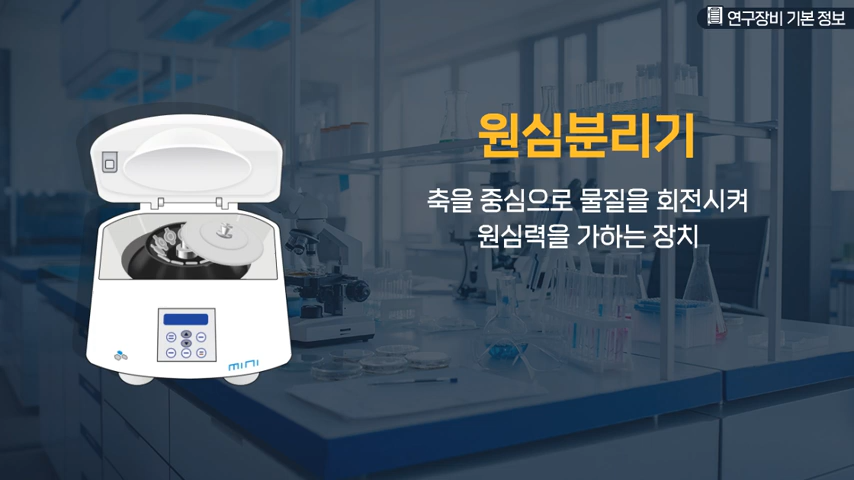 연구장비 기본 정보
원심분리기
축을 중심으로 물질을 회전시켜
원심력을 가하는 장치
mini